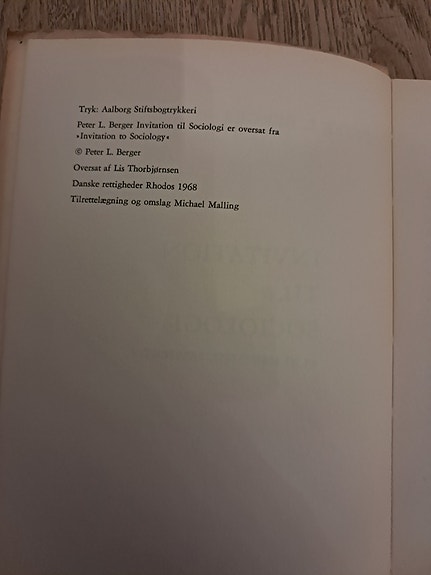 Tryk: Aalborg Stiftsbogtrykkeri
Peter L. Berger Invitation til Sociologi er oversat fra
»Invitation to Sociology«
© Peter L. Berger
Oversat af Lis Thorbjørnsen
Danske rettigheder Rhodos 1968
Tilrettelægning og omslag Michael Malling